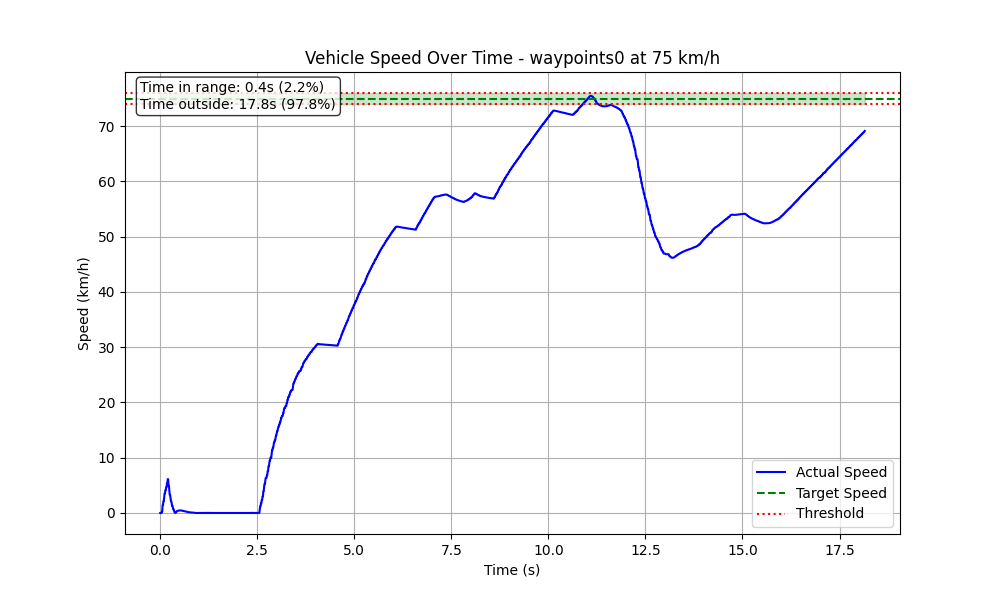 Vehicle Speed Over Time - waypoints0 at 75 km/h
Time in range: 0.4s (2.2%)
Time outside: 17.8s (97.8%)
70
60
50
40
30
20
10
0
Speed (km/h)
0.0 2.5 5.0 7.5 10.0 12.5 15.0 17.5
Time (s)
Actual Speed
Target Speed
Threshold